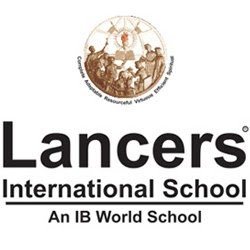 Complete Adaptable Resourceful Virtuous Efficient Spiritual
Lancers
International School
An IB World School